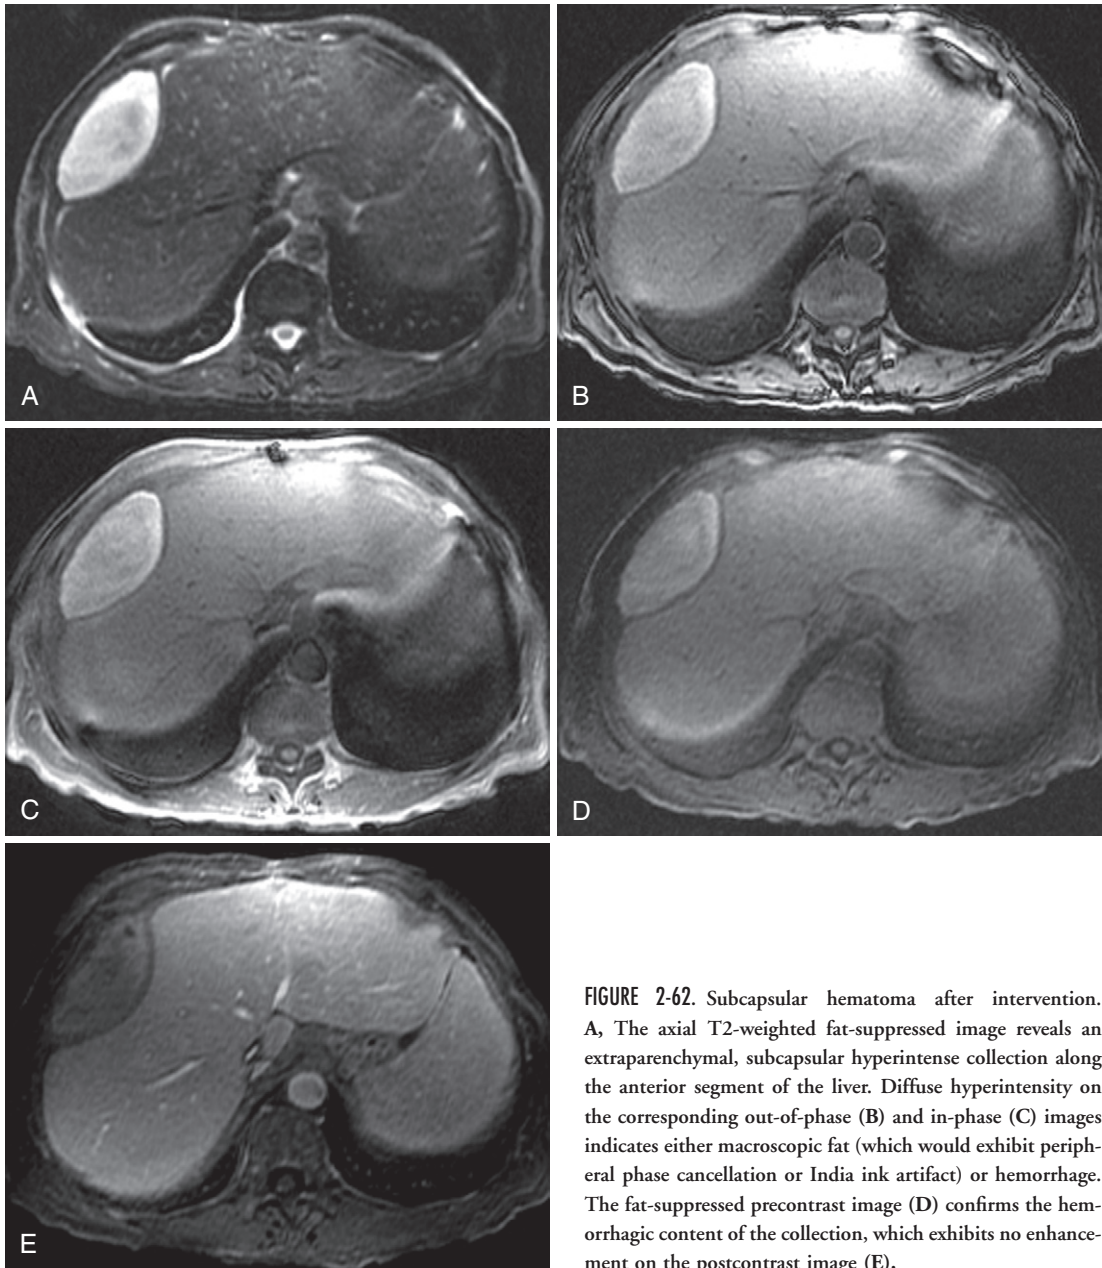 A
B
C
D
E
FIGURE 2-62. Subcapsular hematoma after intervention.
A, The axial T2-weighted fat-suppressed image reveals an
extraparenchymal, subcapsular hyperintense collection along
the anterior segment of the liver. Diffuse hyperintensity on
the corresponding out-of-phase (B) and in-phase (C) images
indicates either macroscopic fat (which would exhibit periph-
eral phase cancellation or India ink artifact) or hemorrhage.
The fat-suppressed precontrast image (D) confirms the hem-
orrhagic content of the collection, which exhibits no enhance-
ment on the postcontrast image (E).